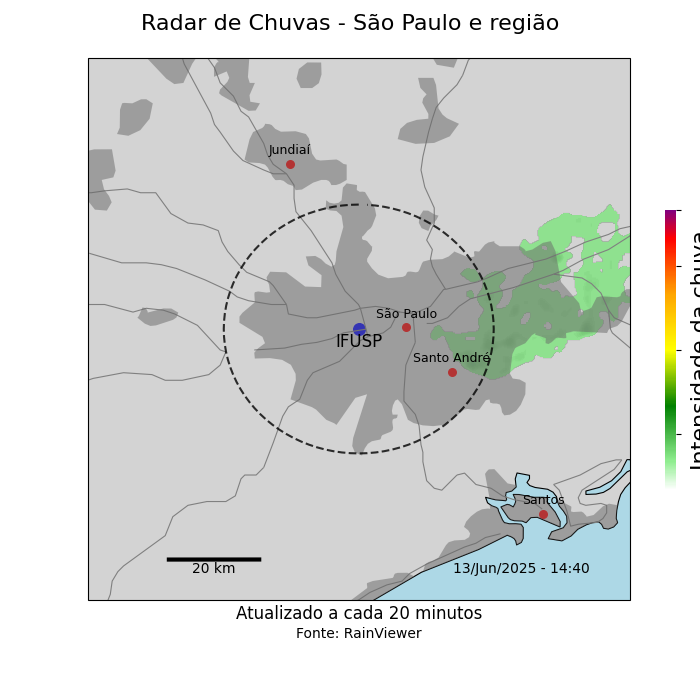 Radar de Chuvas - São Paulo e região
Jundiaí
São Paulo
IFUSP
Santo André
Intensidade da chuva
Santos
20 km
13/Jun/2025 - 14:40
Atualizado a cada 20 minutos
Fonte: RainViewer